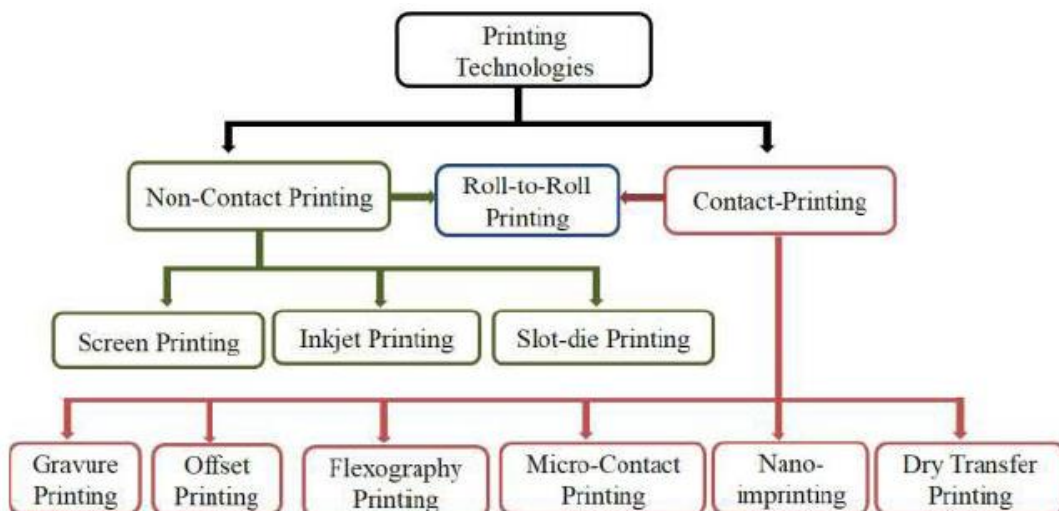 Printing
Technologies
Non-Contact Printing
Roll-to-Roll
Printing
Contact-Printing
Screen Printing
Inkjet Printing
Slot-die Printing
Gravure
Printing
Offset
Printing
Flexography
Printing
Micro-Contact
Printing
Nano-
imprinting
Dry Transfer
Printing